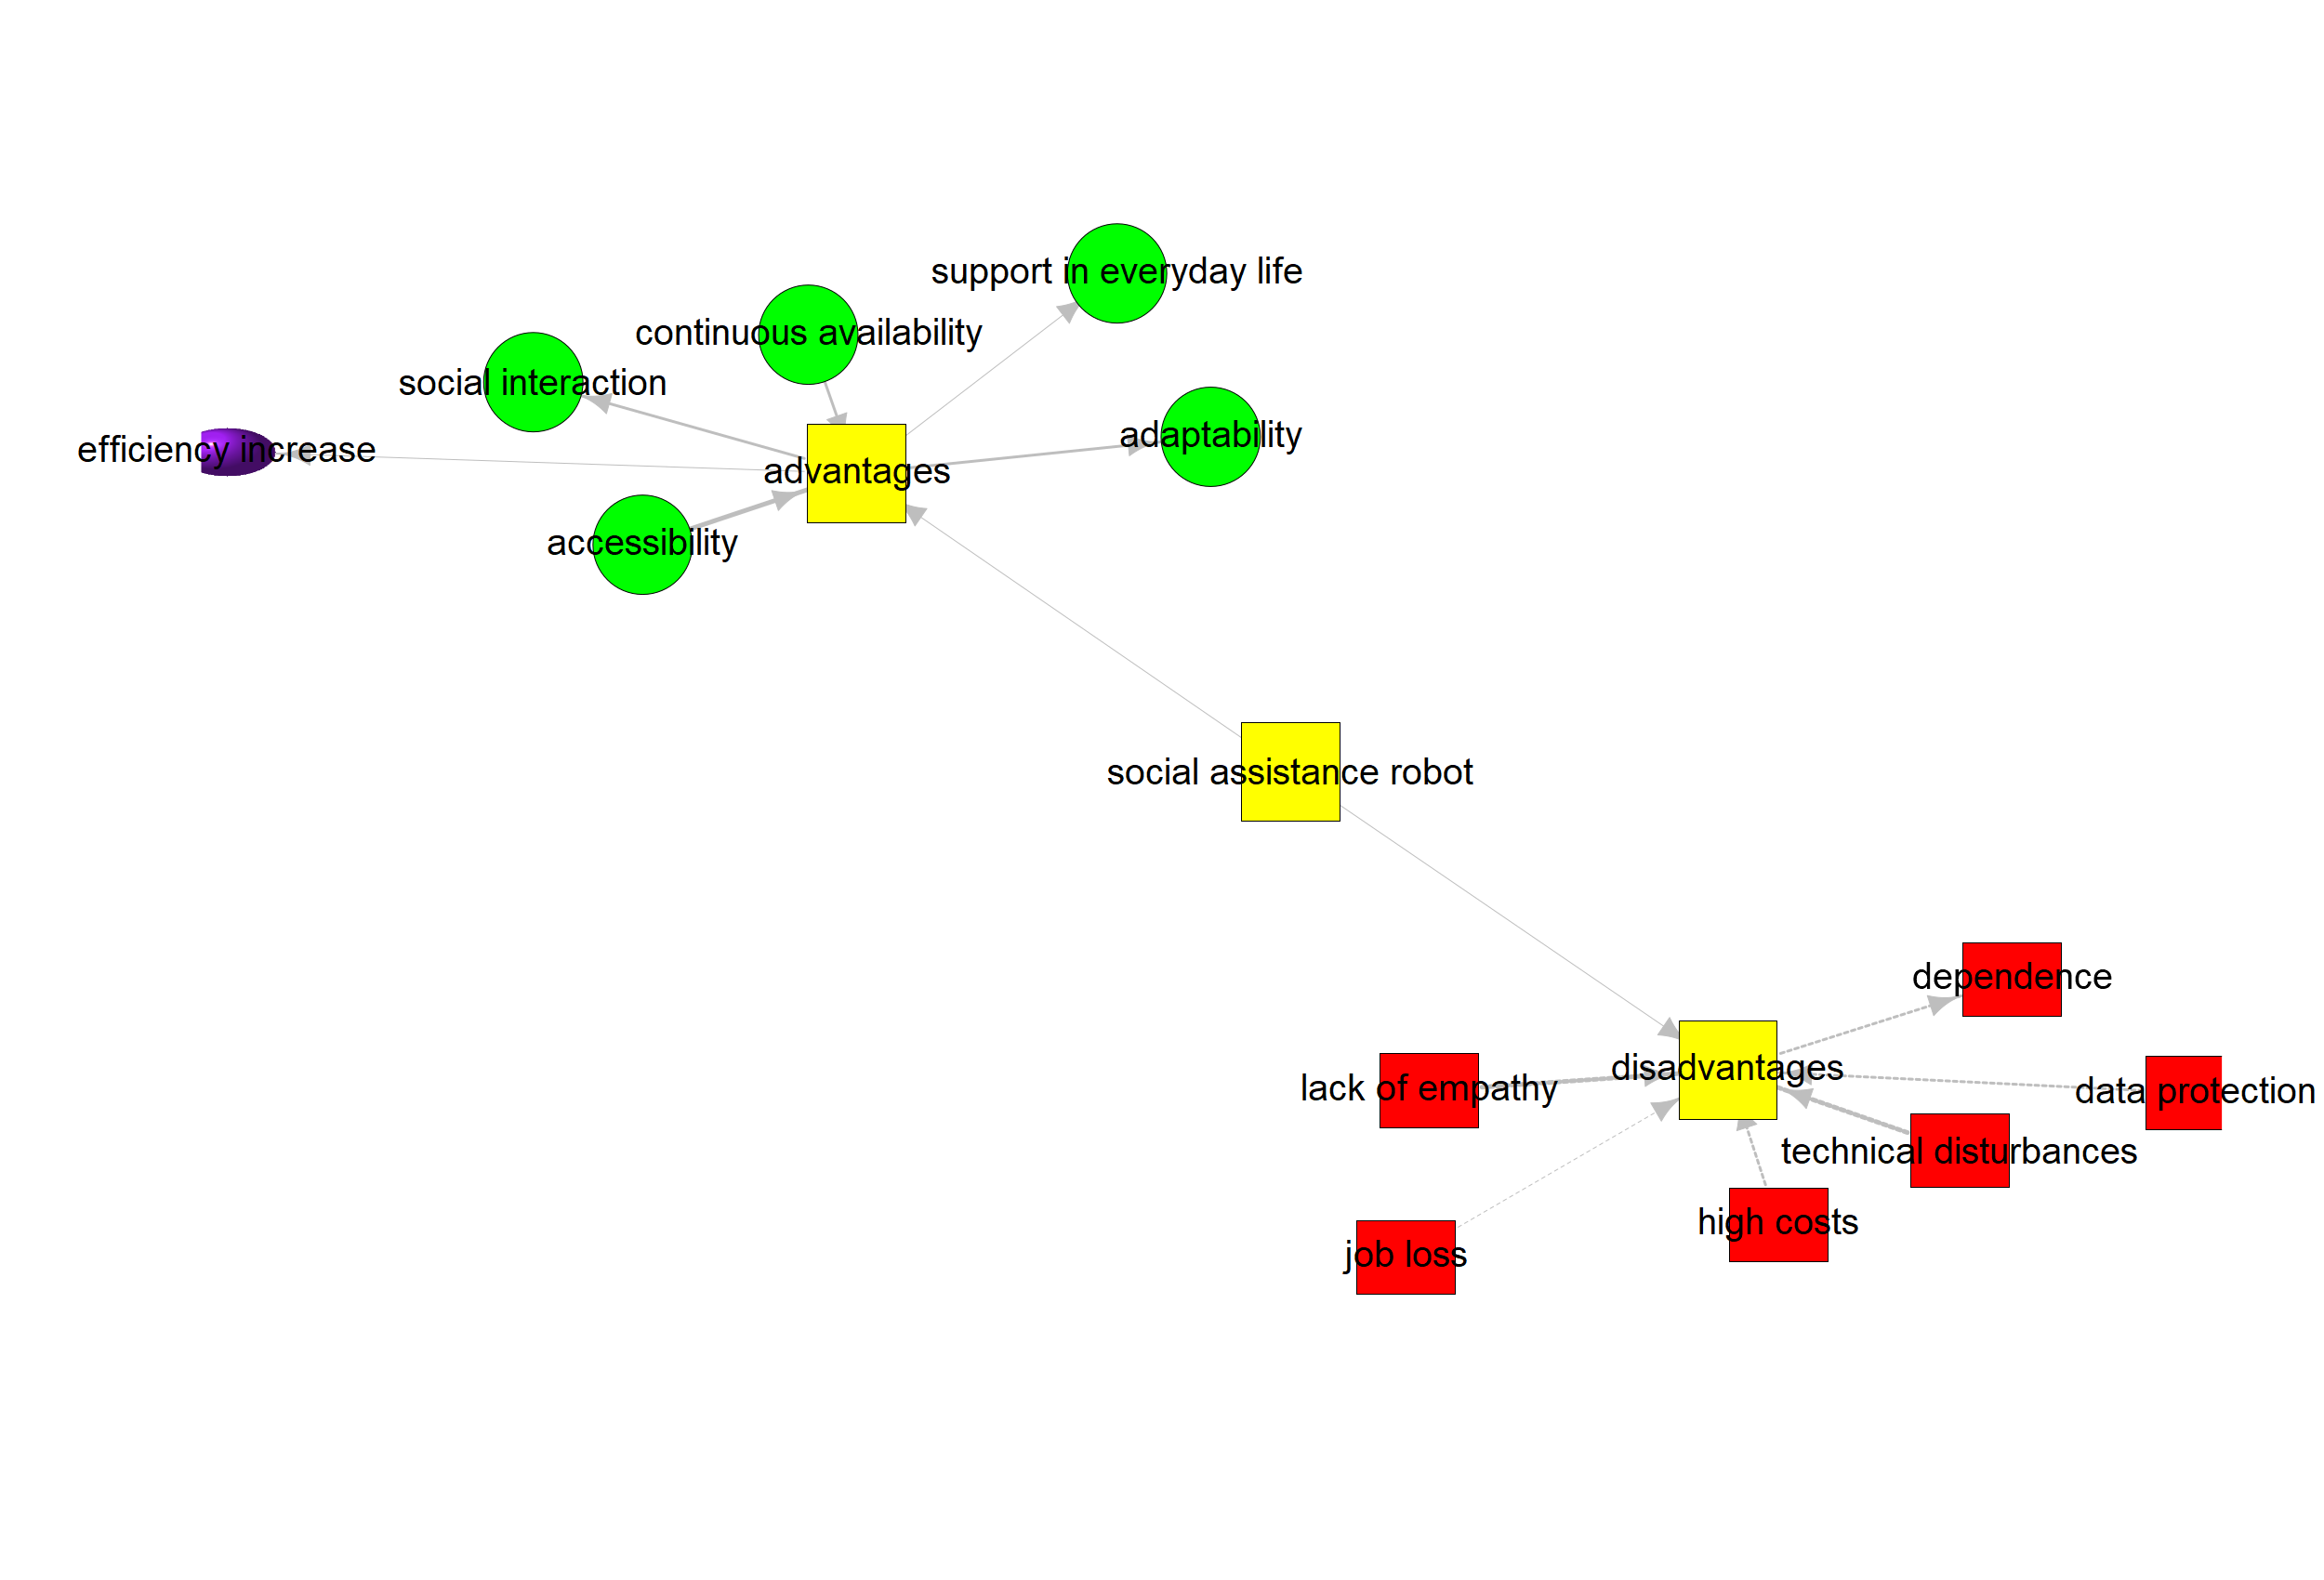 support in everyday life
continuous availability
social interaction
adaptability
efficiency increase
advantages
accessibility
social assistance robot
dependence
disadvantages
lack of empathy
data protection
technical disturbances
high costs
job loss